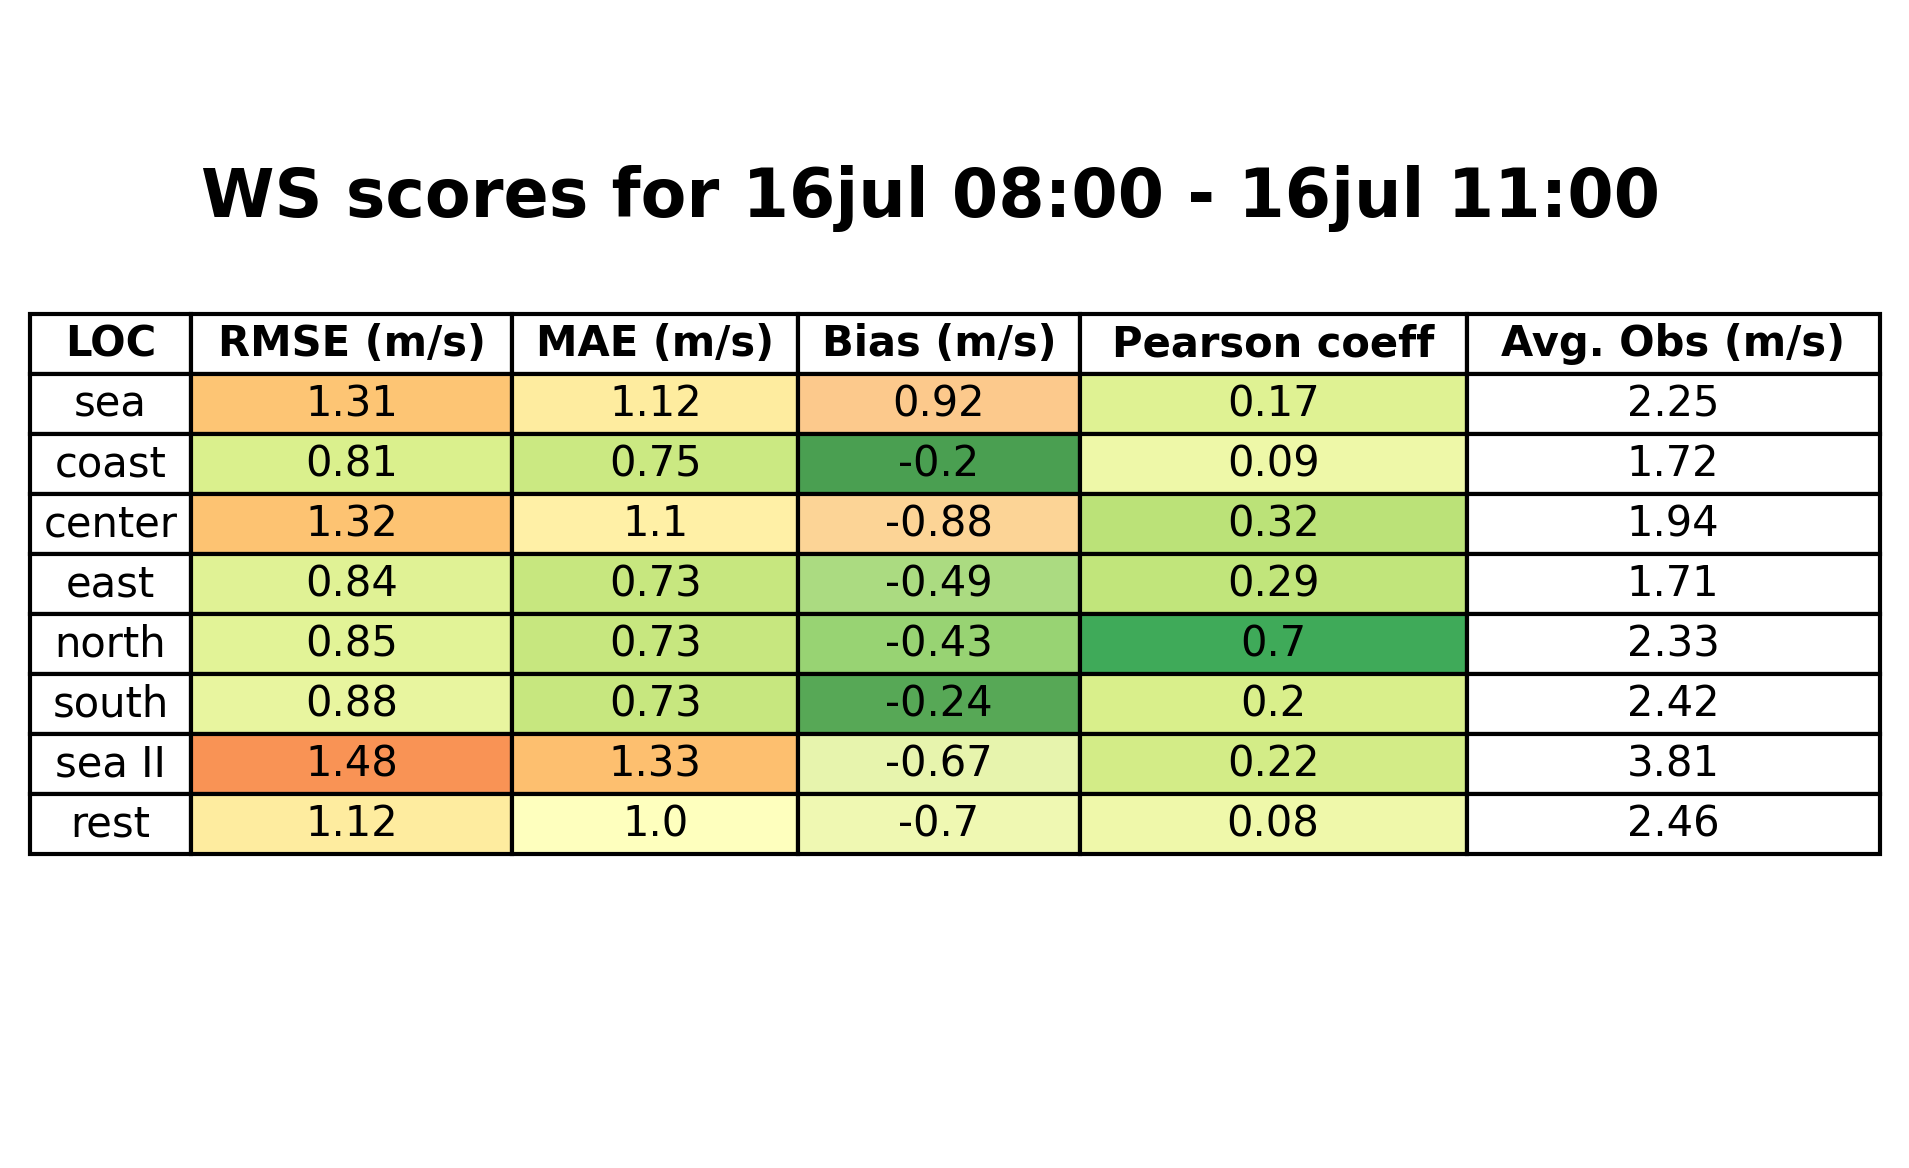 WS scores for 16jul 08:00 - 16jul 11:00
LOC RMSE (m/s) MAE (m/s) Bias (m/s) Pearson coeff Avg. Obs (m/s)
sea 1.31 1.12 0.92 0.17 2.25
coast 0.81 0.75 -0.2 0.09 1.72
center 1.32 1.1 -0.88 0.32 1.94
east 0.84 0.73 -0.49 0.29 1.71
north 0.85 0.73 -0.43 0.7 2.33
south 0.88 0.73 -0.24 0.2 2.42
sea II 1.48 1.33 -0.67 0.22 3.81
rest 1.12 1.0 -0.7 0.08 2.46